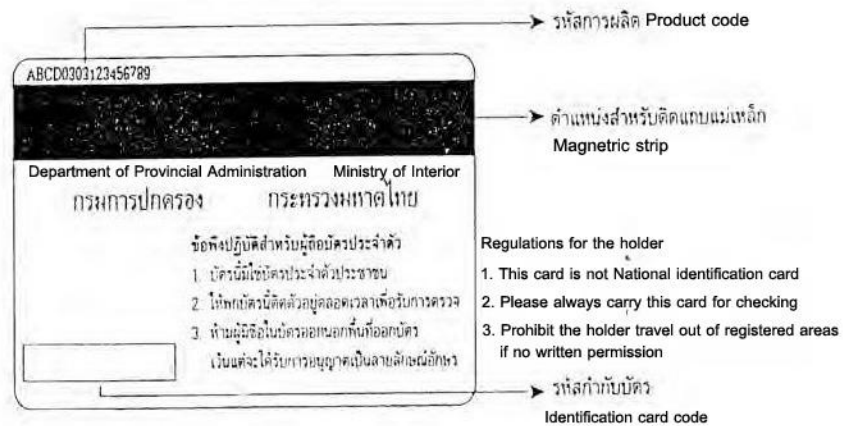 รหัสการผลิต Product code
ABCD0303123456789
ตำแหน่งสำหรับติดแถบแม่เหล็ก
Magnetric strip
Department of Provincial Administration Ministry of Interior
กรมการปกครอง กระทรวงมหาดไทย
ข้อพึงปฏิบัติสำหรับผู้ถือบัตรประจำตัว
1. บัตรนี้มิใช่บัตรประจำตัวประชาชน
2. ให้พกบัตรนี้ติดตัวอยู่ตลอดเวลาเพื่อรับการตรวจ
3. ห้ามผู้มีชื่อในบัตรออกนอกพื้นที่ออกบัตร
เว้นแต่จะได้รับการอนุญาตเป็นลายลักษณ์อักษร
Regulations for the holder
1. This card is not National identification card
2. Please always carry this card for checking
3. Prohibit the holder travel out of registered areas
if no written permission
รหัสกำกับบัตร
Identification card code